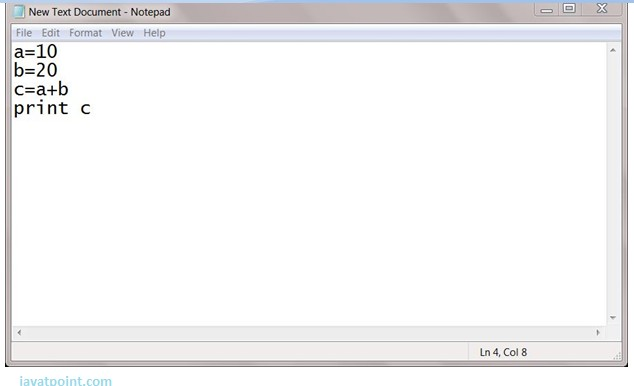 New Text Document - Notepad
File Edit Format View Help
a=10
b=20
c=a+b
print c
Ln 4, Col 8
javatpoint.com